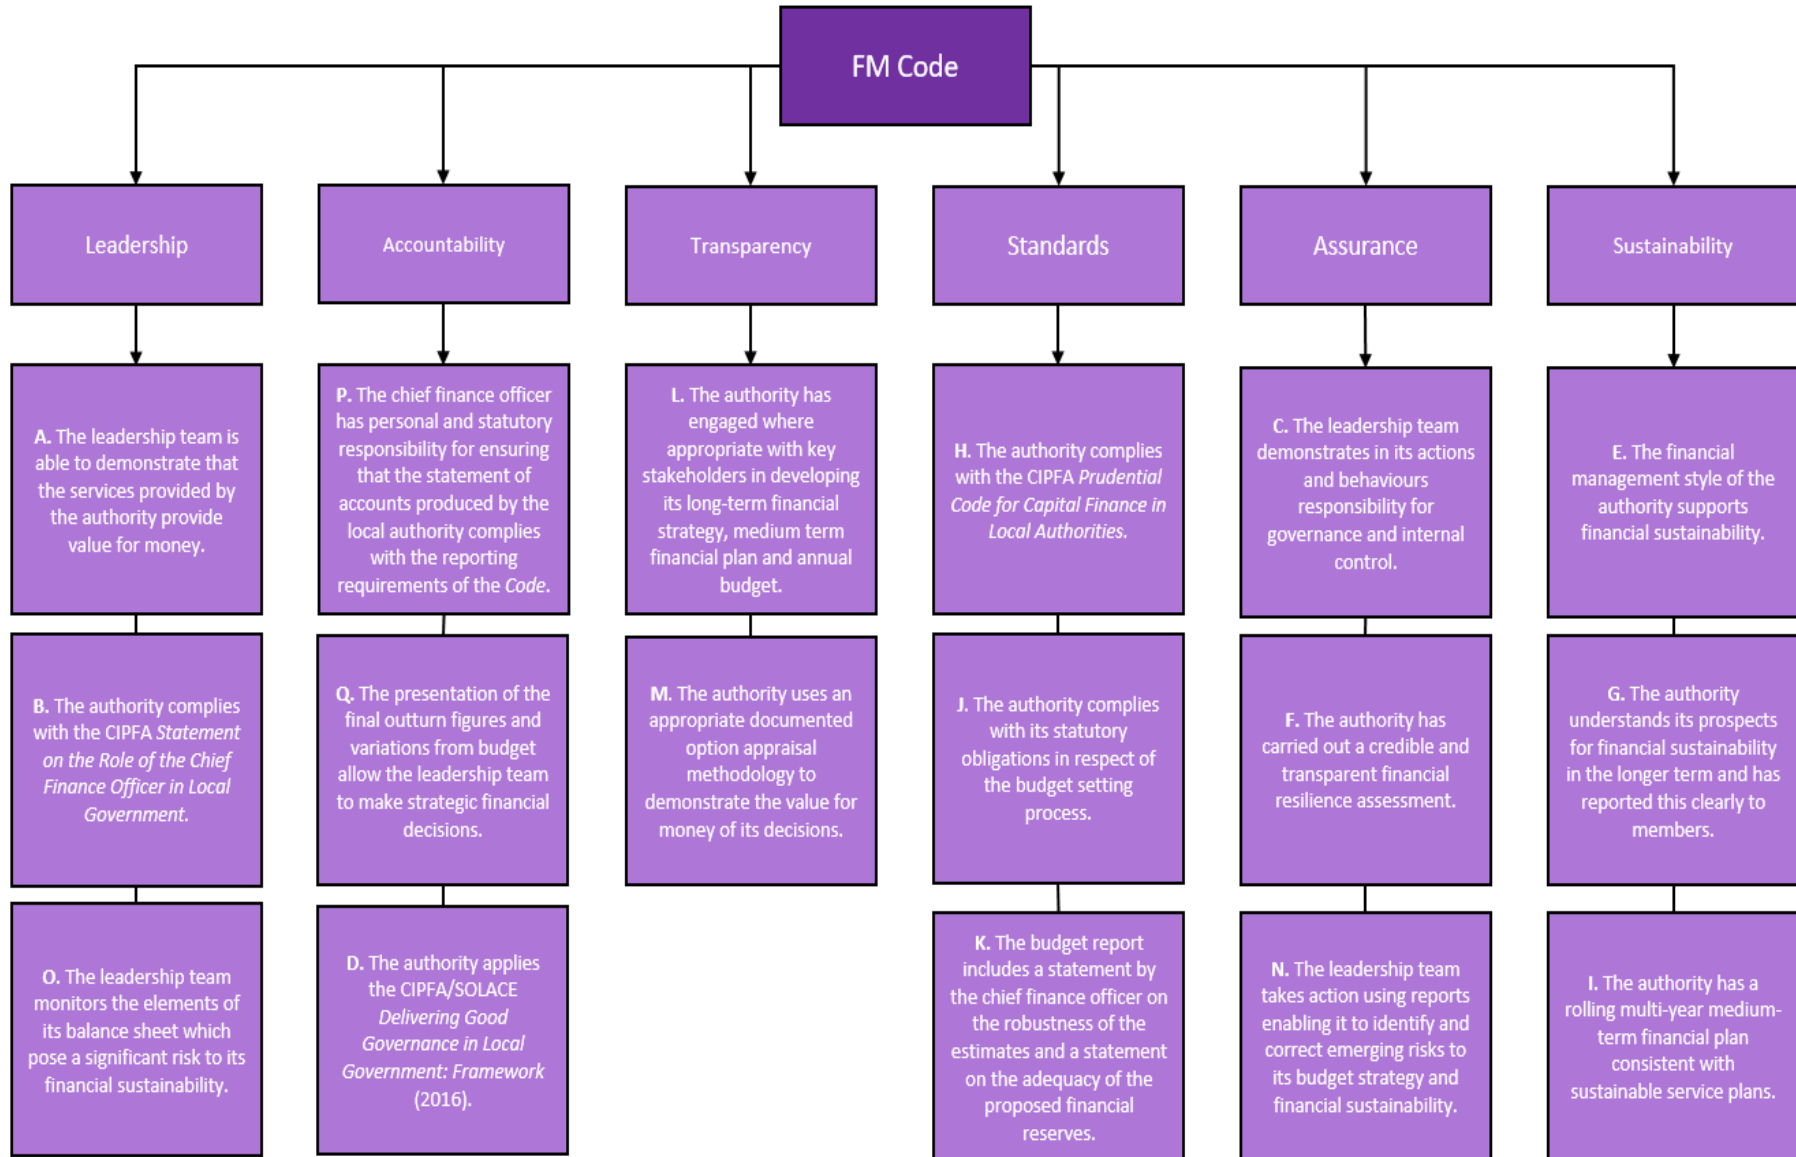 FM Code
Leadership
Accountability
Transparency
Standards
Assurance
Sustainability
A. The leadership team is
able to demonstrate that
the services provided by
the authority provide
value for money.
P. The chief finance officer
has personal and statutory
responsibility for ensuring
that the statement of
accounts produced by the
local authority complies
with the reporting
requirements of the Code.
L. The authority has
engaged where
appropriate with key
stakeholders in developing
its long-term financial
strategy, medium term
financial plan and annual
budget.
H. The authority complies
with the CIPFA Prudential
Code for Capital Finance in
Local Authorities.
C. The leadership team
demonstrates in its actions
and behaviours
responsibility for
governance and internal
control.
E. The financial
management style of the
authority supports
financial sustainability.
B. The authority complies
with the CIPFA Statement
on the Role of the Chief
Finance Officer in Local
Government.
Q. The presentation of the
final outturn figures and
variations from budget
allow the leadership team
to make strategic financial
decisions.
M. The authority uses an
appropriate documented
option appraisal
methodology to
demonstrate the value for
money of its decisions.
J. The authority complies
with its statutory
obligations in respect of
the budget setting
process.
F. The authority has
carried out a credible and
transparent financial
resilience assessment.
G. The authority
understands its prospects
for financial sustainability
in the longer term and has
reported this clearly to
members.
O. The leadership team
monitors the elements of
its balance sheet which
pose a significant risk to its
financial sustainability.
D. The authority applies
the CIPFA/SOLACE
Delivering Good
Governance in Local
Government: Framework
(2016).
K. The budget report
includes a statement by
the chief finance officer on
the robustness of the
estimates and a statement
on the adequacy of the
proposed financial
reserves.
N. The leadership team
takes action using reports
enabling it to identify and
correct emerging risks to
its budget strategy and
financial sustainability.
I. The authority has a
rolling multi-year medium-
term financial plan
consistent with
sustainable service plans.